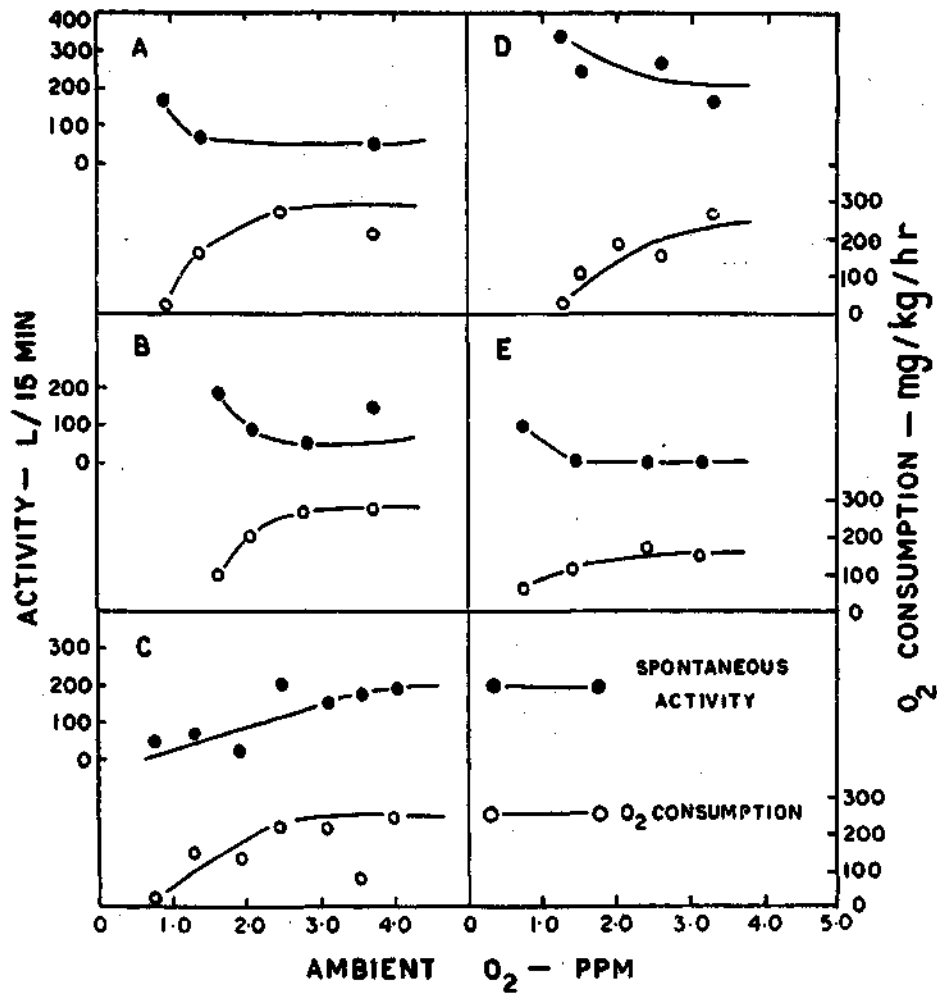 400
300
200
100
0
A
D
300
200
100
0
200
100
0
B
E
300
200
100
0
300
200
100
0
C
SPONTANEOUS
ACTIVITY
O2 CONSUMPTION
300
200
100
0
0 1·0 2·0 3·0 4·0 0 1·0 2·0 3·0 4·0 5·0
AMBIENT O2 — PPM
ACTIVITY — L/15 MIN
O2 CONSUMPTION — mg/kg/hr